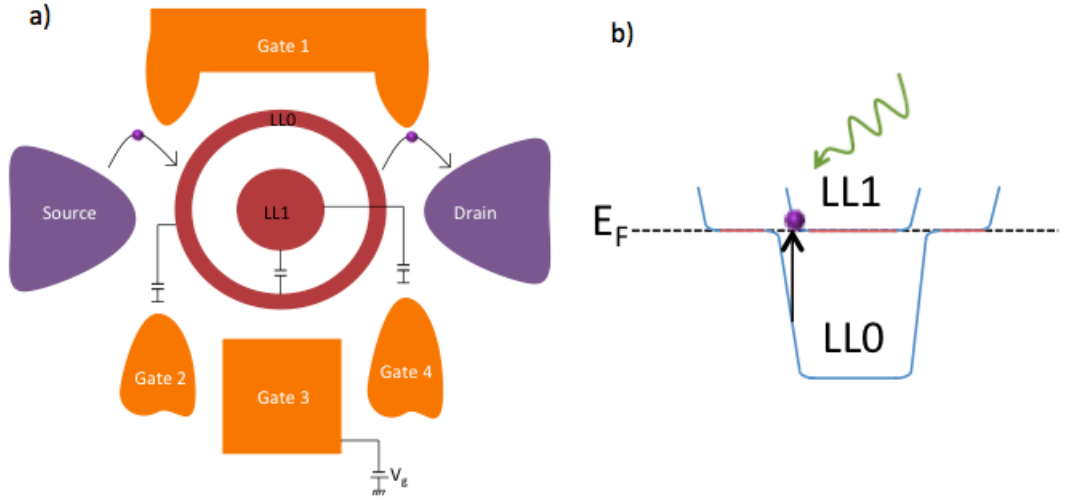 a)
Gate 1
LL0
Source
LL1
Drain
Gate 2
Gate 3
Gate 4
Vg
b)
LL1
EF
LL0